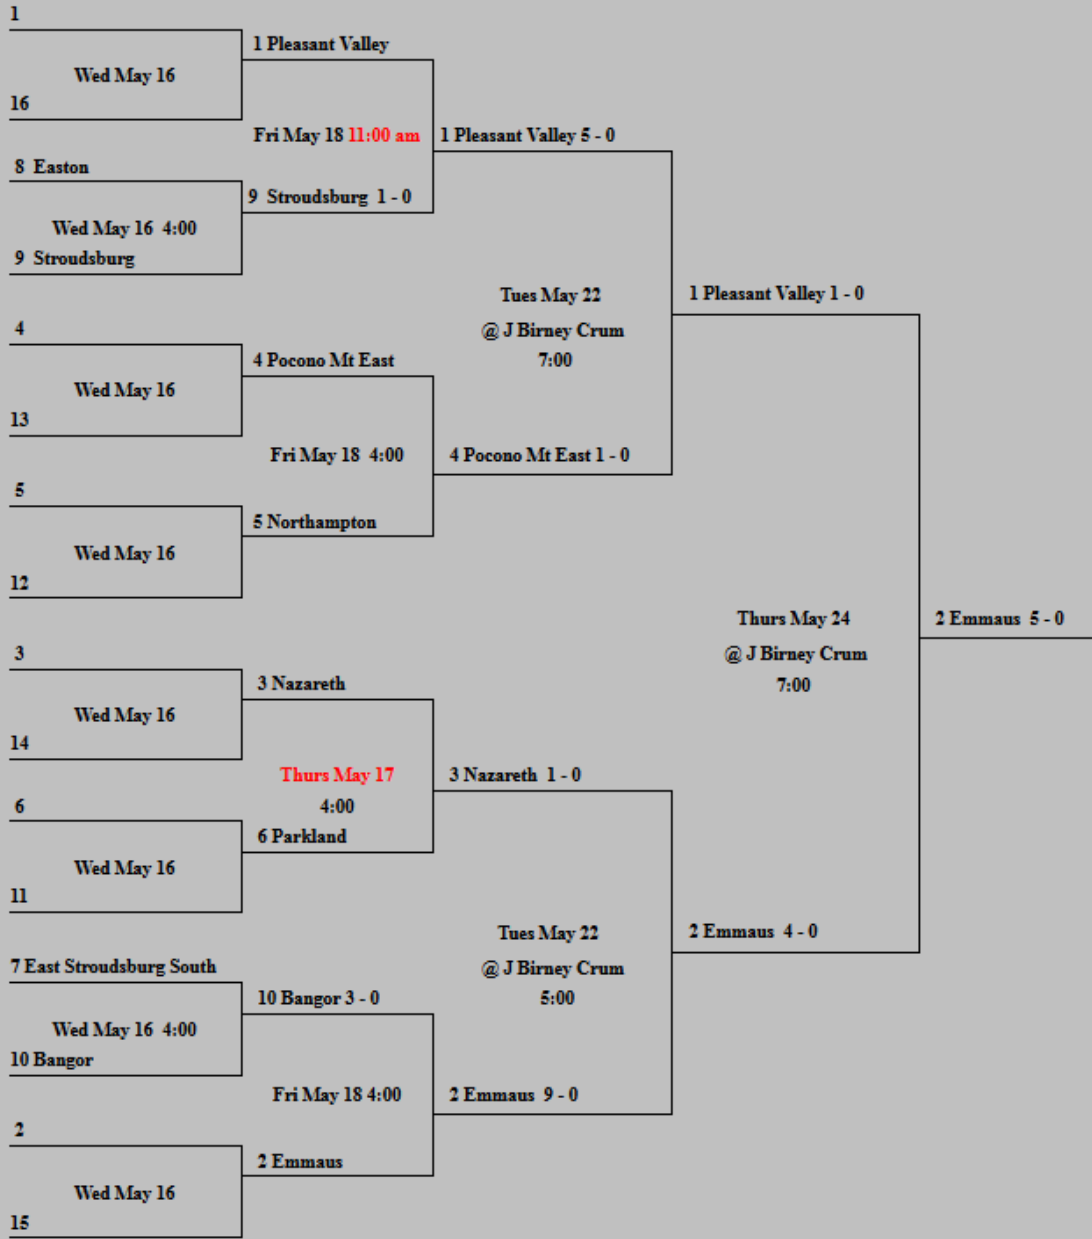 1
1 Pleasant Valley
Wed May 16
16
Fri May 18 11:00 am
1 Pleasant Valley 5 - 0
8 Easton
9 Stroudsburg 1 - 0
Wed May 16 4:00
9 Stroudsburg
Tues May 22
@ J Birney Crum
7:00
1 Pleasant Valley 1 - 0
4
4 Pocono Mt East
Wed May 16
13
Fri May 18 4:00
4 Pocono Mt East 1 - 0
5
5 Northampton
Wed May 16
12
Thurs May 24
@ J Birney Crum
7:00
2 Emmaus 5 - 0
3
3 Nazareth
Wed May 16
14
Thurs May 17
4:00
3 Nazareth 1 - 0
6
6 Parkland
Wed May 16
11
Tues May 22
@ J Birney Crum
5:00
2 Emmaus 4 - 0
7 East Stroudsburg South
10 Bangor 3 - 0
Wed May 16 4:00
10 Bangor
Fri May 18 4:00
2 Emmaus 9 - 0
2
2 Emmaus
Wed May 16
15